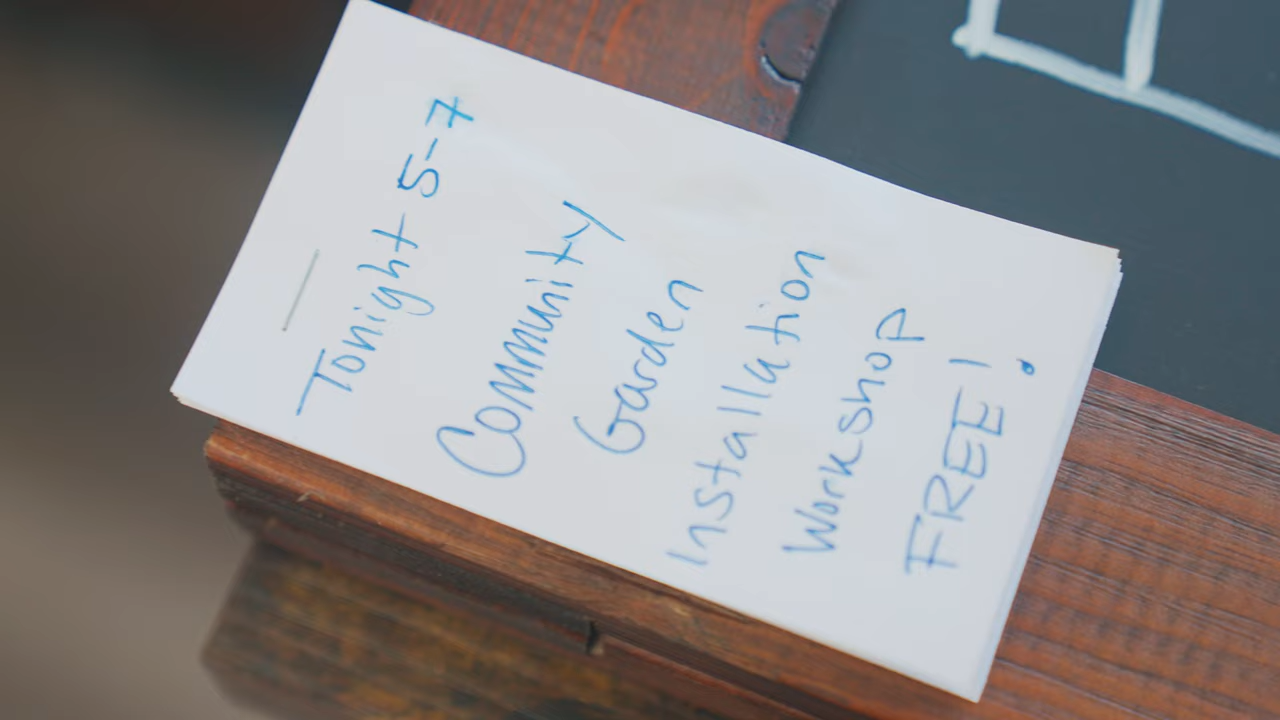 Tonight 5-7
Community
Garden
Installation
Workshop
FREE!